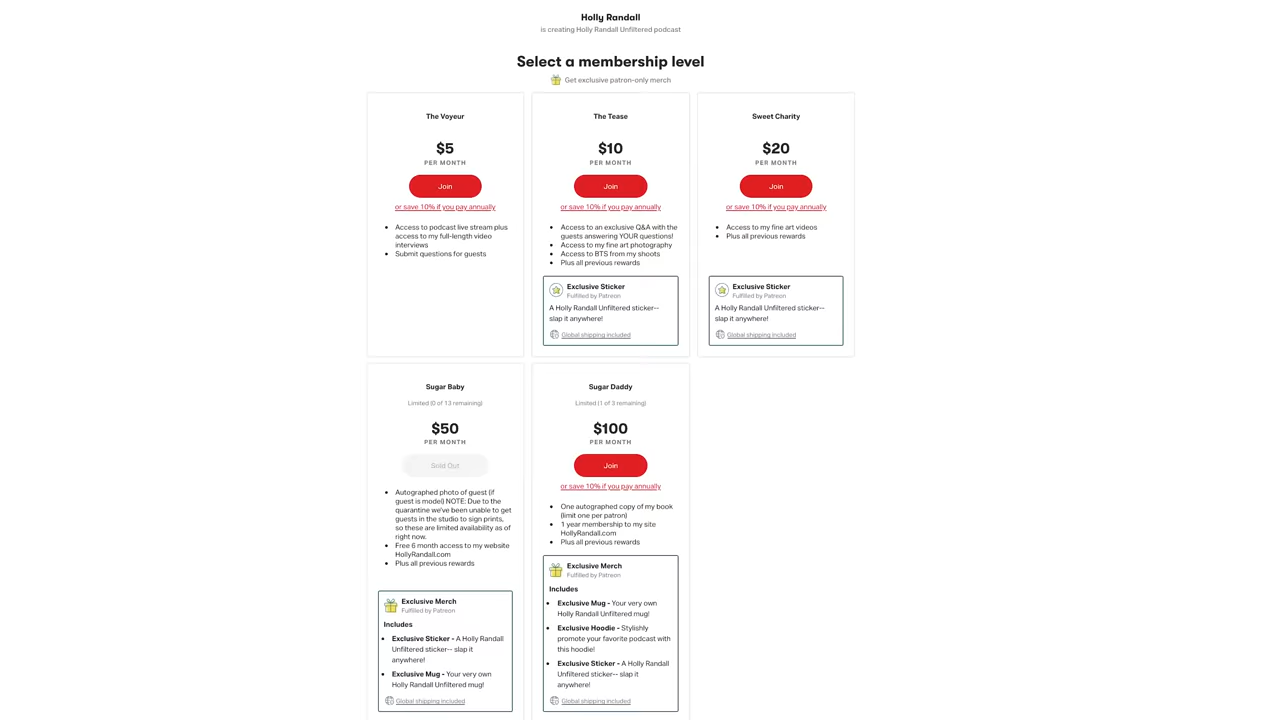 Holly Randall
is creating Holly Randall Unfiltered podcast
Select a membership level
Get exclusive patron-only merch
The Voyeur
$5
PER MONTH
Join
or save 10% if you pay annually
Access to podcast live stream plus
access to my full-length video
interviews
Submit questions for guests
The Tease
$10
PER MONTH
Join
or save 10% if you pay annually
Access to an exclusive Q&A with the
guests answering YOUR questions!
Access to my fine art photography
Access to BTS from my shoots
Plus all previous rewards
Exclusive Sticker
Fulfilled by Patreon
A Holly Randall Unfiltered sticker--
slap it anywhere!
Global shipping included
Sweet Charity
$20
PER MONTH
Join
or save 10% if you pay annually
Access to my fine art videos
Plus all previous rewards
Exclusive Sticker
Fulfilled by Patreon
A Holly Randall Unfiltered sticker--
slap it anywhere!
Global shipping included
Sugar Baby
Limited (0 of 13 remaining)
$50
PER MONTH
Sold Out
Autographed photo of guest (if
guest is model) NOTE: Due to the
quarantine we've been unable to get
guests in the studio to sign prints,
so these are limited availability as of
right now.
Free 6 month access to my website
HollyRandall.com
Plus all previous rewards
Exclusive Merch
Fulfilled by Patreon
Includes
Exclusive Sticker - A Holly Randall
Unfiltered sticker-- slap it
anywhere!
Exclusive Mug - Your very own
Holly Randall Unfiltered mug!
Global shipping included
Sugar Daddy
Limited (1 of 3 remaining)
$100
PER MONTH
Join
or save 10% if you pay annually
One autographed copy of my book
(limit one per patron)
1 year membership to my site
HollyRandall.com
Plus all previous rewards
Exclusive Merch
Fulfilled by Patreon
Includes
Exclusive Mug - Your very own
Holly Randall Unfiltered mug!
Exclusive Hoodie - Stylishly
promote your favorite podcast with
this hoodie!
Exclusive Sticker - A Holly Randall
Unfiltered sticker-- slap it
anywhere!
Global shipping included